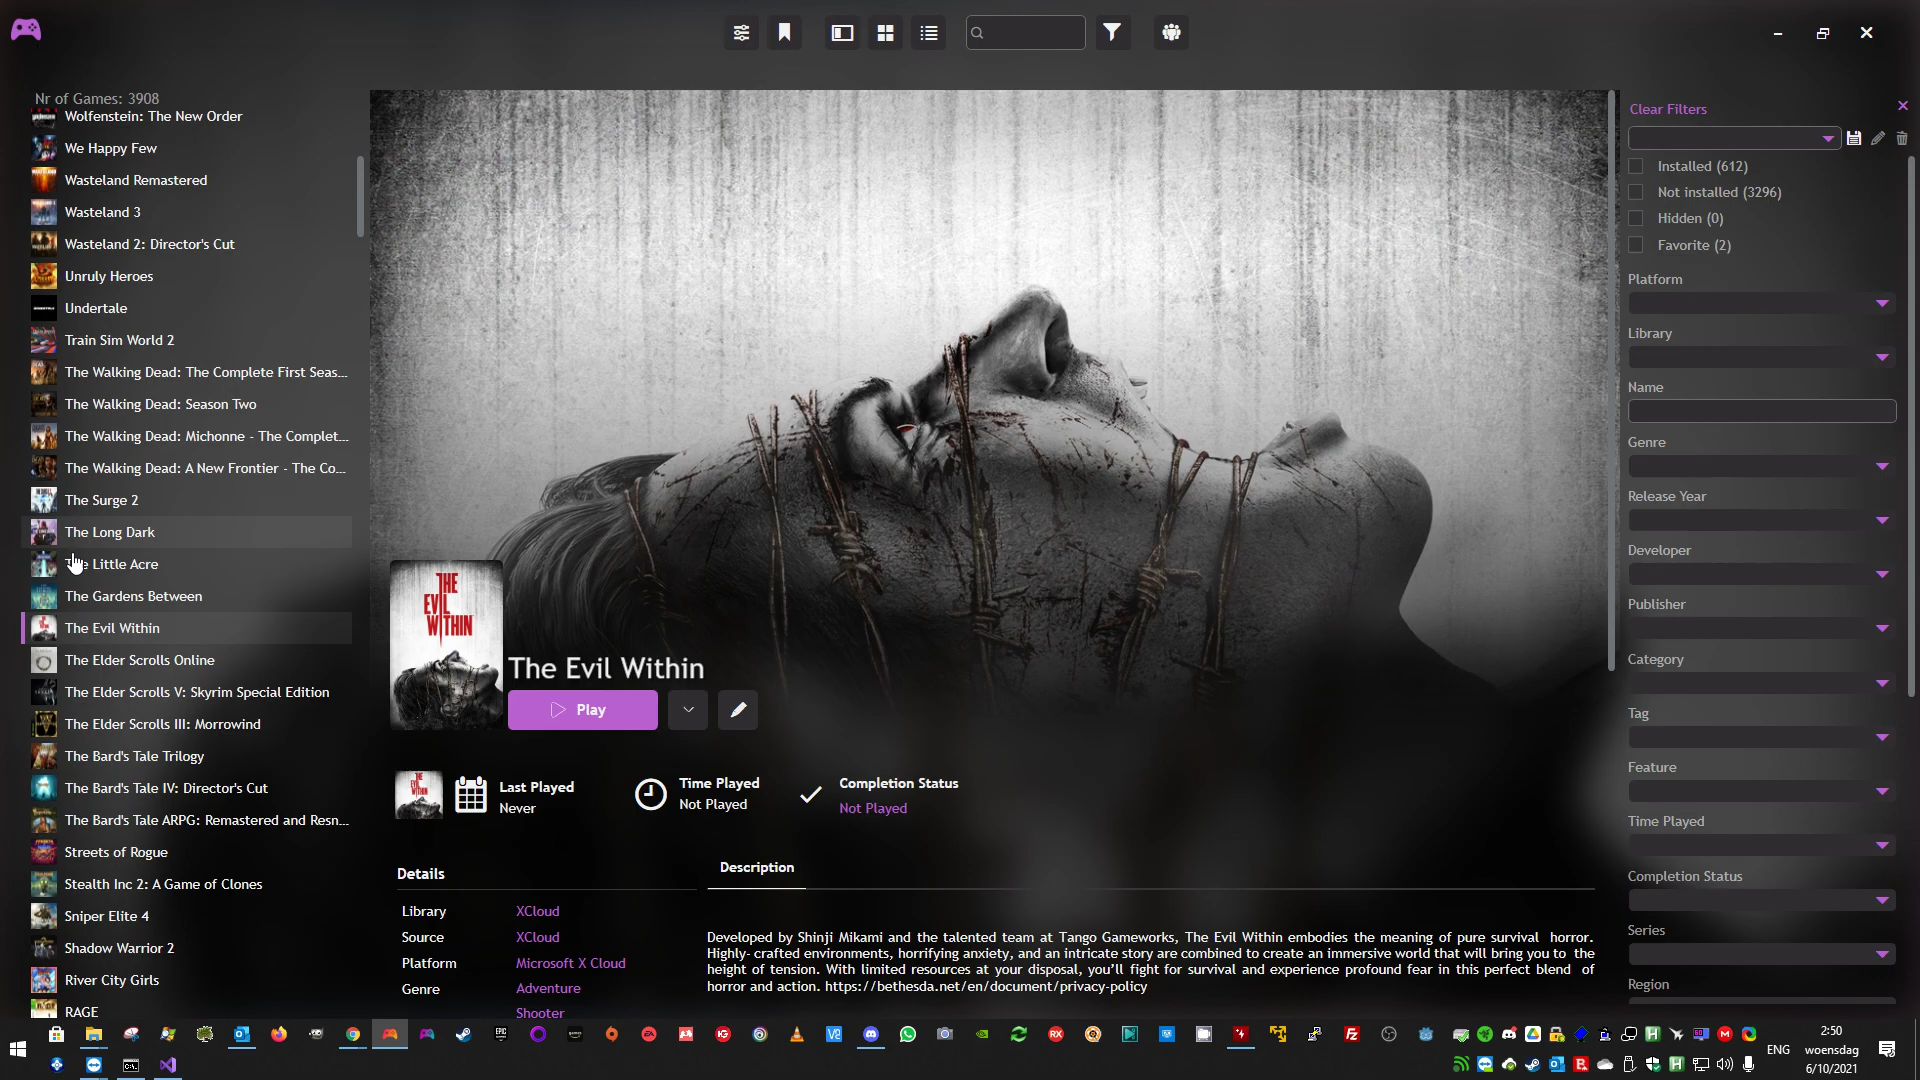 Nr of Games: 3908
Wolfenstein: The New Order
We Happy Few
Wasteland Remastered
Wasteland 3
Wasteland 2: Director's Cut
Unruly Heroes
Undertale
Train Sim World 2
The Walking Dead: The Complete First Seas...
The Walking Dead: Season Two
The Walking Dead: Michonne - The Complet...
The Walking Dead: A New Frontier - The Co...
The Surge 2
The Long Dark
The Little Acre
The Gardens Between
The Evil Within
The Elder Scrolls Online
The Elder Scrolls V: Skyrim Special Edition
The Elder Scrolls III: Morrowind
The Bard's Tale Trilogy
The Bard's Tale IV: Director's Cut
The Bard's Tale ARPG: Remastered and Resn...
Streets of Rogue
Stealth Inc 2: A Game of Clones
Sniper Elite 4
Shadow Warrior 2
River City Girls
RAGE
THE
EVIL
WITHIN
The Evil Within
Play
Last Played
Never
Time Played
Not Played
Completion Status
Not Played
Details
Library XCloud
Source XCloud
Platform Microsoft X Cloud
Genre Adventure
Shooter
Description
Developed by Shinji Mikami and the talented team at Tango Gameworks, The Evil Within embodies the meaning of pure survival horror.
Highly- crafted environments, horrifying anxiety, and an intricate story are combined to create an immersive world that will bring you to the
height of tension. With limited resources at your disposal, you'll fight for survival and experience profound fear in this perfect blend of
horror and action. https://bethesda.net/en/document/privacy-policy
Clear Filters
Installed (612)
Not installed (3296)
Hidden (0)
Favorite (2)
Platform
Library
Name
Genre
Release Year
Developer
Publisher
Category
Tag
Feature
Time Played
Completion Status
Series
Region
ENG
2:50
woensdag
6/10/2021